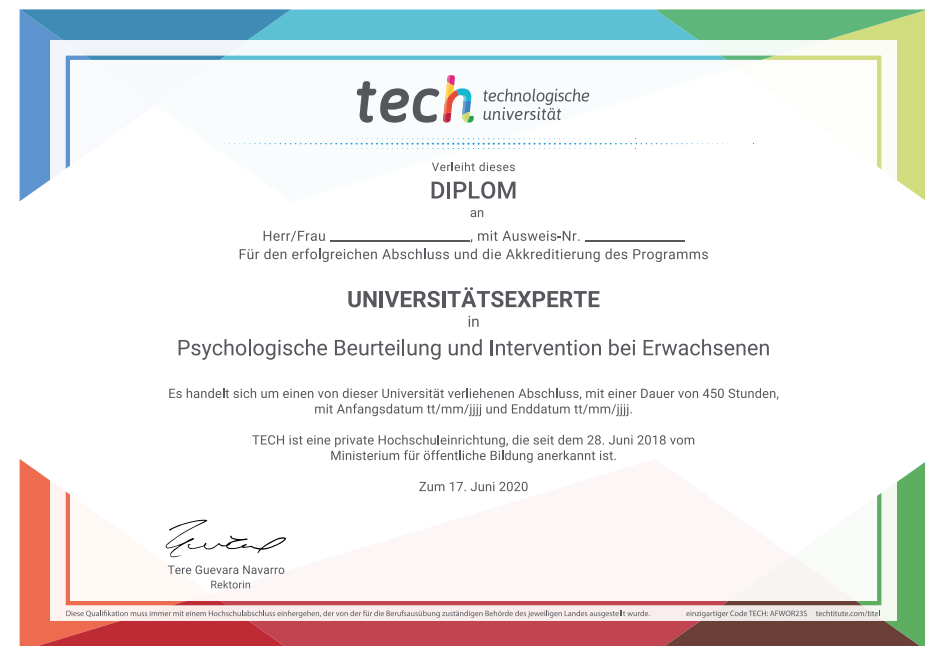 tech technologische
universität
Verleiht dieses
DIPLOM
an
Herr/Frau ____________, mit Ausweis-Nr. ____________
Für den erfolgreichen Abschluss und die Akkreditierung des Programms
UNIVERSITÄTSEXPERTE
in
Psychologische Beurteilung und Intervention bei Erwachsenen
Es handelt sich um einen von dieser Universität verliehenen Abschluss, mit einer Dauer von 450 Stunden,
mit Anfangsdatum tt/mm/jjjj und Enddatum tt/mm/jjjj.
TECH ist eine private Hochschuleinrichtung, die seit dem 28. Juni 2018 vom
Ministerium für öffentliche Bildung anerkannt ist.
Zum 17. Juni 2020
Tere Guevara Navarro
Rektorin
Diese Qualifikation muss immer mit einem Hochschulabschluss einhergehen, der von der für die Berufsausübung zuständigen Behörde des jeweiligen Landes ausgestellt wurde. einzigartiger Code TECH: AFWOR23S techtitute.com/titel